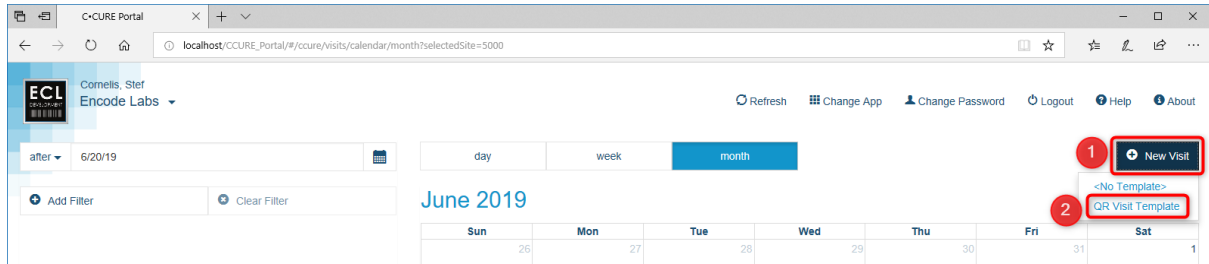 C•CURE Portal
localhost/CCURE_Portal/#/ccure/visits/calendar/month?selectedSite=5000
ECL
DEVELOPMENT
Cornelis, Stef
Encode Labs
Refresh Change App Change Password Logout Help About
after 6/20/19
day week month
1 New Visit
<No Template>
2 QR Visit Template
Add Filter Clear Filter
June 2019
Sun Mon Tue Wed Thu Fri Sat
26 27 28 29 30 31 1